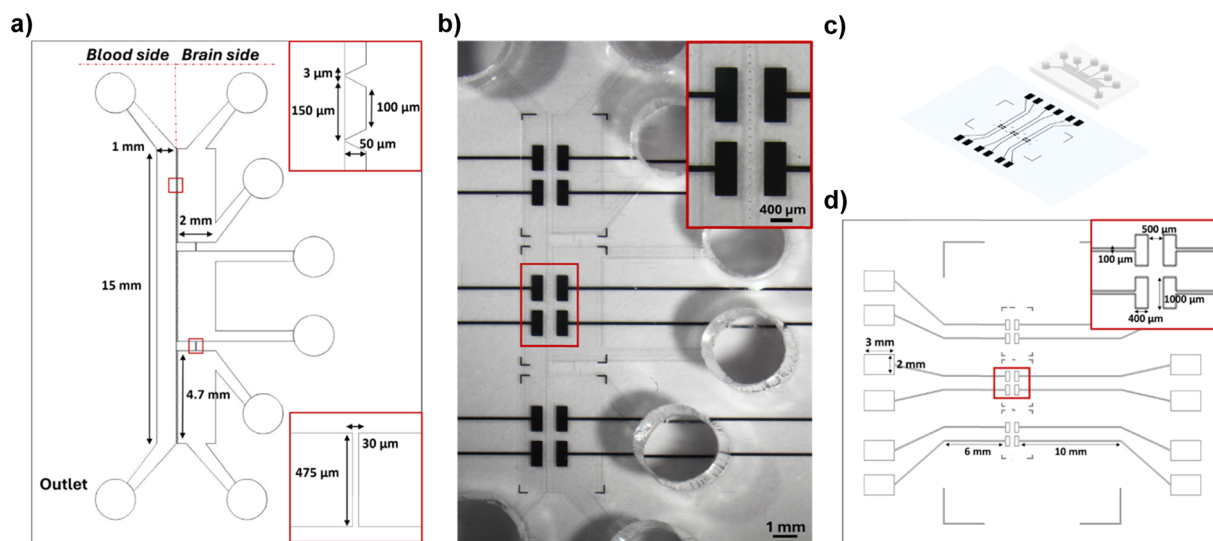 a)
Blood side
Brain side
3 µm
150 µm
100 µm
50 µm
1 mm
2 mm
15 mm
4.7 mm
30 µm
475 µm
Outlet
b)
400 µm
1 mm
c)
d)
500 µm
100 µm
1000 µm
400 µm
3 mm
2 mm
6 mm
10 mm